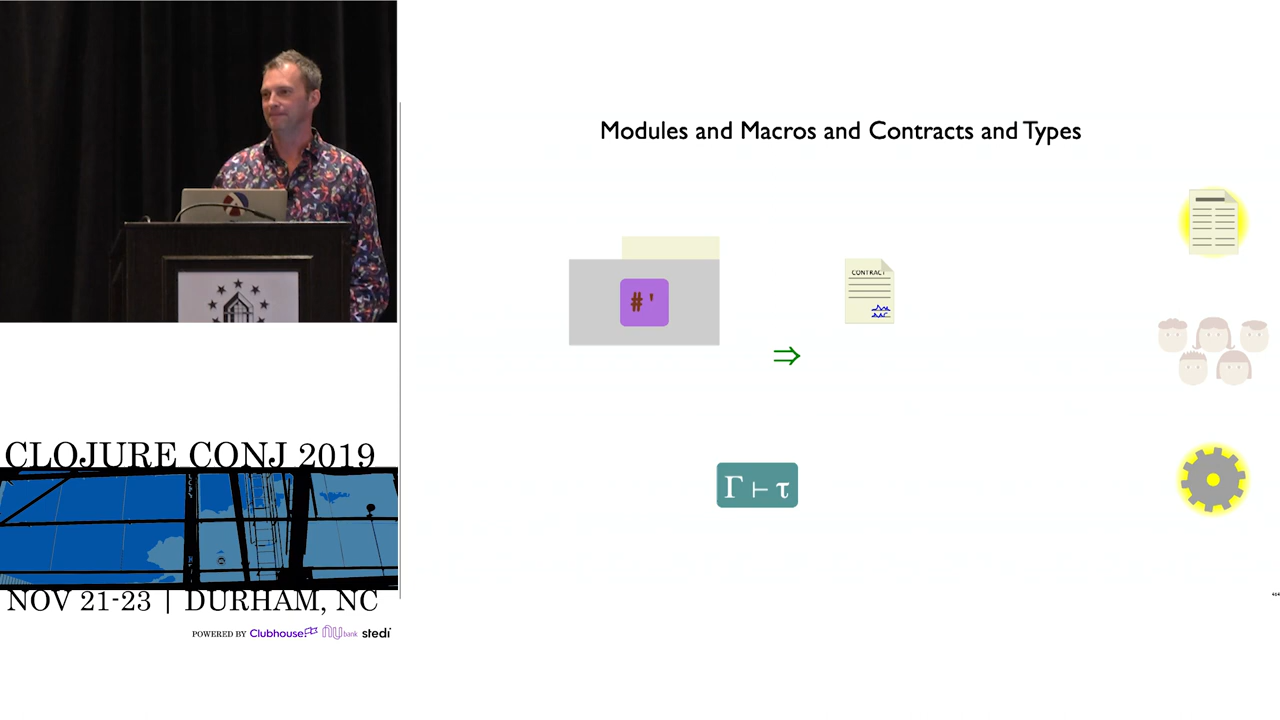 Modules and Macros and Contracts and Types
#'
CONTRACT
⇒
Γ ⊢ τ
CLOJURE CONJ 2019
NOV 21-23 | DURHAM, NC
POWERED BY Clubhouse nu bank stedi